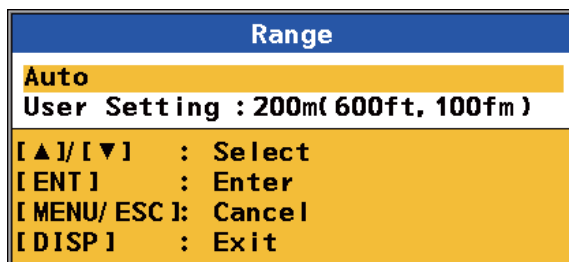 Range
Auto
User Setting :200m(600ft, 100fm)
[▲]/[▼] : Select
[ENT] : Enter
[MENU/ESC]: Cancel
[DISP] : Exit